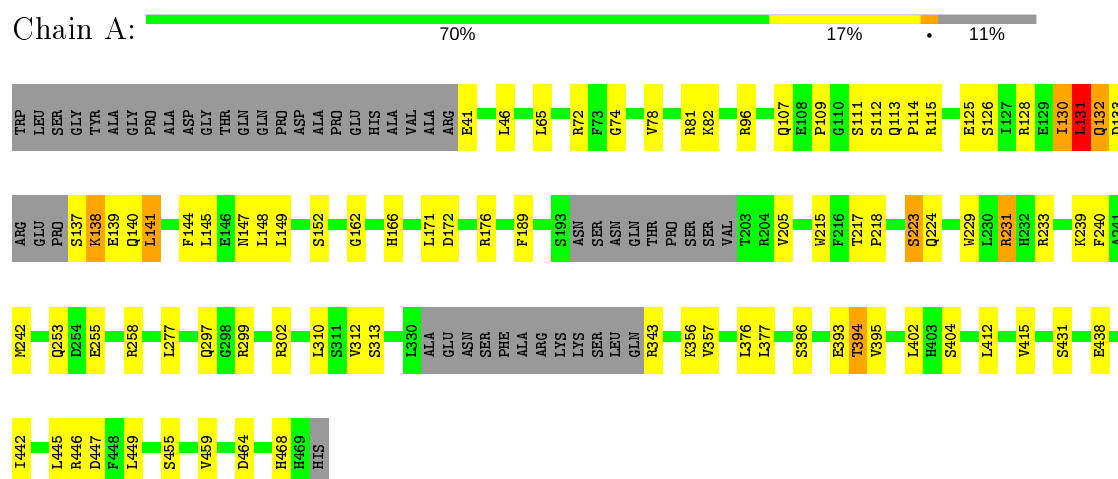 Chain A:
70% 17% • 11%
TRP LEU SER GLY TYR ALA GLY PRO ALA ASP GLY THR GLN GLN PRO ASP ALA PRO GLU HIS ALA VAL ALA ARG E41 L46 L65 R72 F73 G74 V78 R81 K82 R96 Q107 E108 P109 G110 S111 S112 Q113 P114 R115 E125 S126 I127 R128 E129 I130 L131 Q132 D133
ARG GLU PRO S137 K138 E139 Q140 L141 F144 L145 E146 N147 L148 L149 S152 G162 H166 L171 D172 R176 F189 S193 ASN SER ASN GLN THR PRO SER SER VAL T203 R204 V205 W215 F216 T217 P218 S223 Q224 W229 L230 R231 H232 R233 K239 F240 A241
M242 Q253 D254 E255 R258 L277 Q297 G298 R299 R302 L310 S311 V312 S313 L330 ALA GLU ASN SER PHE ALA ARG LYS LYS SER LEU GLN R343 K356 V357 L376 L377 S386 E393 T394 V395 L402 H403 S404 L412 V415 S431 E438
I442 L445 R446 D447 F448 L449 S455 V459 D464 H468 H469 HIS